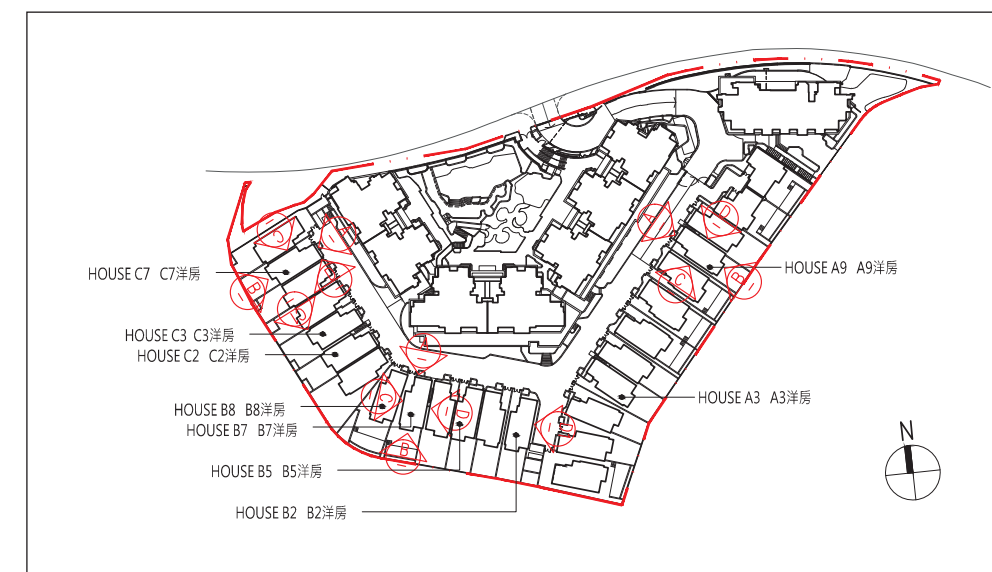 HOUSE C7 C7洋房
HOUSE A9 A9洋房
HOUSE C3 C3洋房
HOUSE C2 C2洋房
HOUSE A3 A3洋房
HOUSE B8 B8洋房
HOUSE B7 B7洋房
HOUSE B5 B5洋房
HOUSE B2 B2洋房
N
C
A
B
D
A
D
C
B
A
C
D
B
D